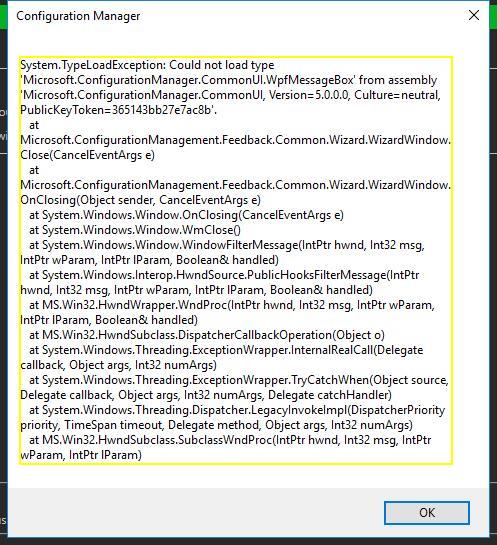 Configuration Manager
System.TypeLoadException: Could not load type
'Microsoft.ConfigurationManager.CommonUI.WpfMessageBox' from assembly
'Microsoft.ConfigurationManager.CommonUI, Version=5.0.0.0, Culture=neutral,
PublicKeyToken=365143bb27e7ac8b'.
at
Microsoft.ConfigurationManagement.Feedback.Common.Wizard.WizardWindow.
Close(CancelEventArgs e)
at
Microsoft.ConfigurationManagement.Feedback.Common.Wizard.WizardWindow.
OnClosing(Object sender, CancelEventArgs e)
at System.Windows.Window.OnClosing(CancelEventArgs e)
at System.Windows.Window.WmClose()
at System.Windows.Window.WindowFilterMessage(IntPtr hwnd, Int32 msg,
IntPtr wParam, IntPtr lParam, Boolean& handled)
at System.Windows.Interop.HwndSource.PublicHooksFilterMessage(IntPtr
hwnd, Int32 msg, IntPtr wParam, IntPtr lParam, Boolean& handled)
at MS.Win32.HwndWrapper.WndProc(IntPtr hwnd, Int32 msg, IntPtr wParam,
IntPtr lParam, Boolean& handled)
at MS.Win32.HwndSubclass.DispatcherCallbackOperation(Object o)
at System.Windows.Threading.ExceptionWrapper.InternalRealCall(Delegate
callback, Object args, Int32 numArgs)
at System.Windows.Threading.ExceptionWrapper.TryCatchWhen(Object source,
Delegate callback, Object args, Int32 numArgs, Delegate catchHandler)
at System.Windows.Threading.Dispatcher.LegacyInvokeImpl(DispatcherPriority
priority, TimeSpan timeout, Delegate method, Object args, Int32 numArgs)
at MS.Win32.HwndSubclass.SubclassWndProc(IntPtr hwnd, Int32 msg, IntPtr
wParam, IntPtr lParam)
OK